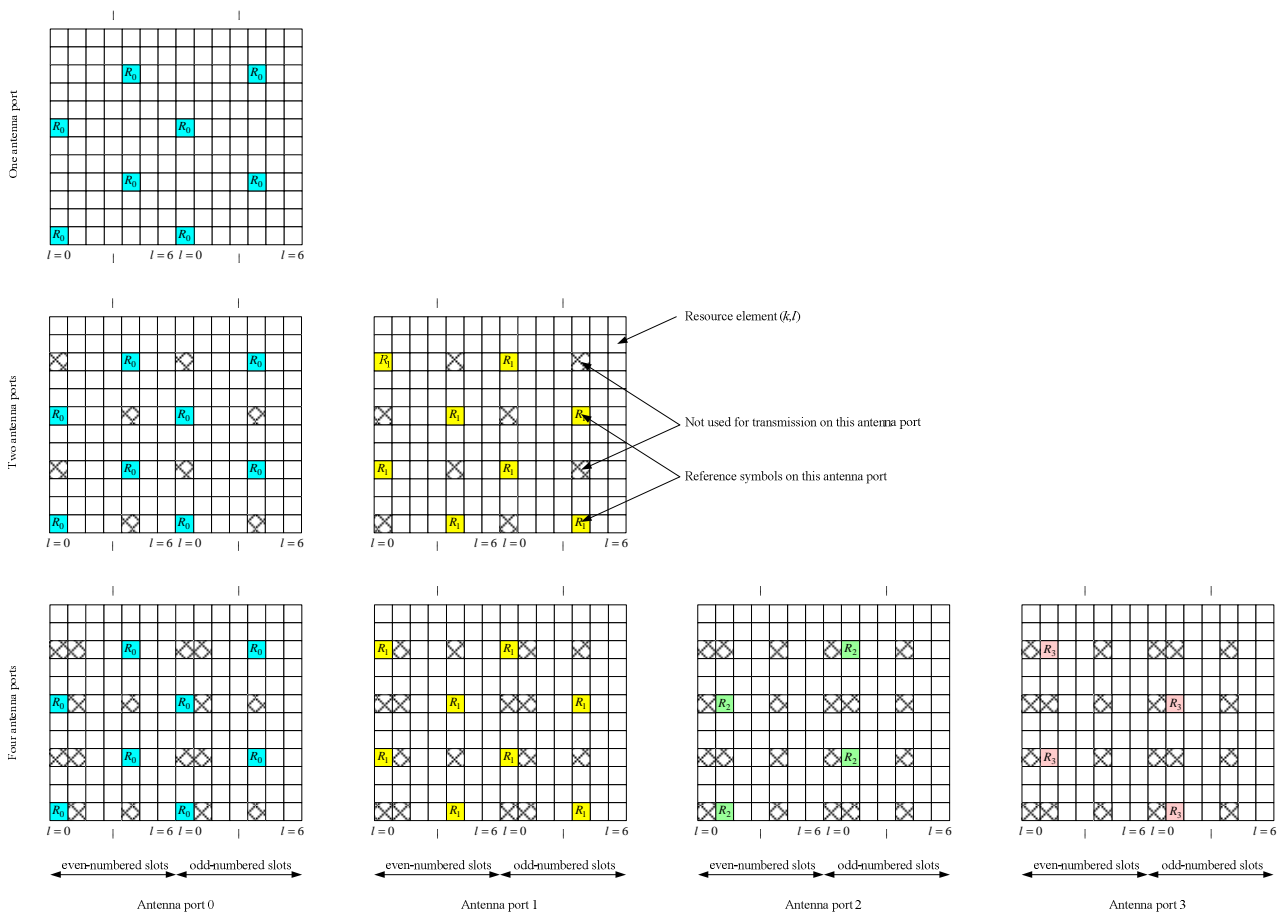 One antenna port
R0 R0
R0 R0
R0 R0
R0 R0
l = 0 l = 6 l = 0 l = 6
Two antenna ports
R0 R0
R0 R0
R0 R0
R0 R0
l = 0 l = 6 l = 0 l = 6
R1 R1
R1 R1
R1 R1
R1 R1
l = 0 l = 6 l = 0 l = 6
Resource element (k,l)
Not used for transmission on this antenna port
Reference symbols on this antenna port
Four antenna ports
R0 R0
R0 R0
R0 R0
R0 R0
l = 0 l = 6 l = 0 l = 6
R1 R1
R1 R1
R1 R1
R1 R1
l = 0 l = 6 l = 0 l = 6
R2
R2
R2
R2
l = 0 l = 6 l = 0 l = 6
R3
R3
R3
R3
l = 0 l = 6 l = 0 l = 6
even-numbered slots odd-numbered slots
even-numbered slots odd-numbered slots
even-numbered slots odd-numbered slots
even-numbered slots odd-numbered slots
Antenna port 0
Antenna port 1
Antenna port 2
Antenna port 3